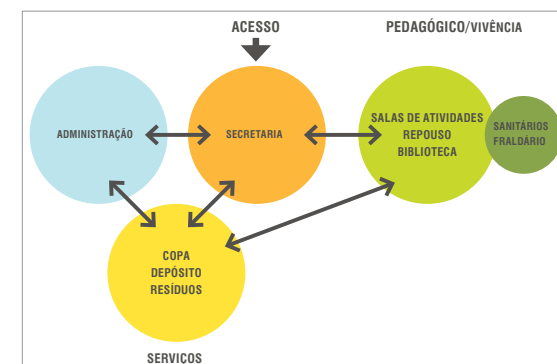 ACESSO
PEDAGÓGICO/VIVÊNCIA
ADMINISTRAÇÃO
SECRETARIA
SALAS DE ATIVIDADES
REPOUSO
BIBLIOTECA
SANITÁRIOS
FRALDÁRIO
COPA
DEPÓSITO
RESÍDUOS
SERVIÇOS